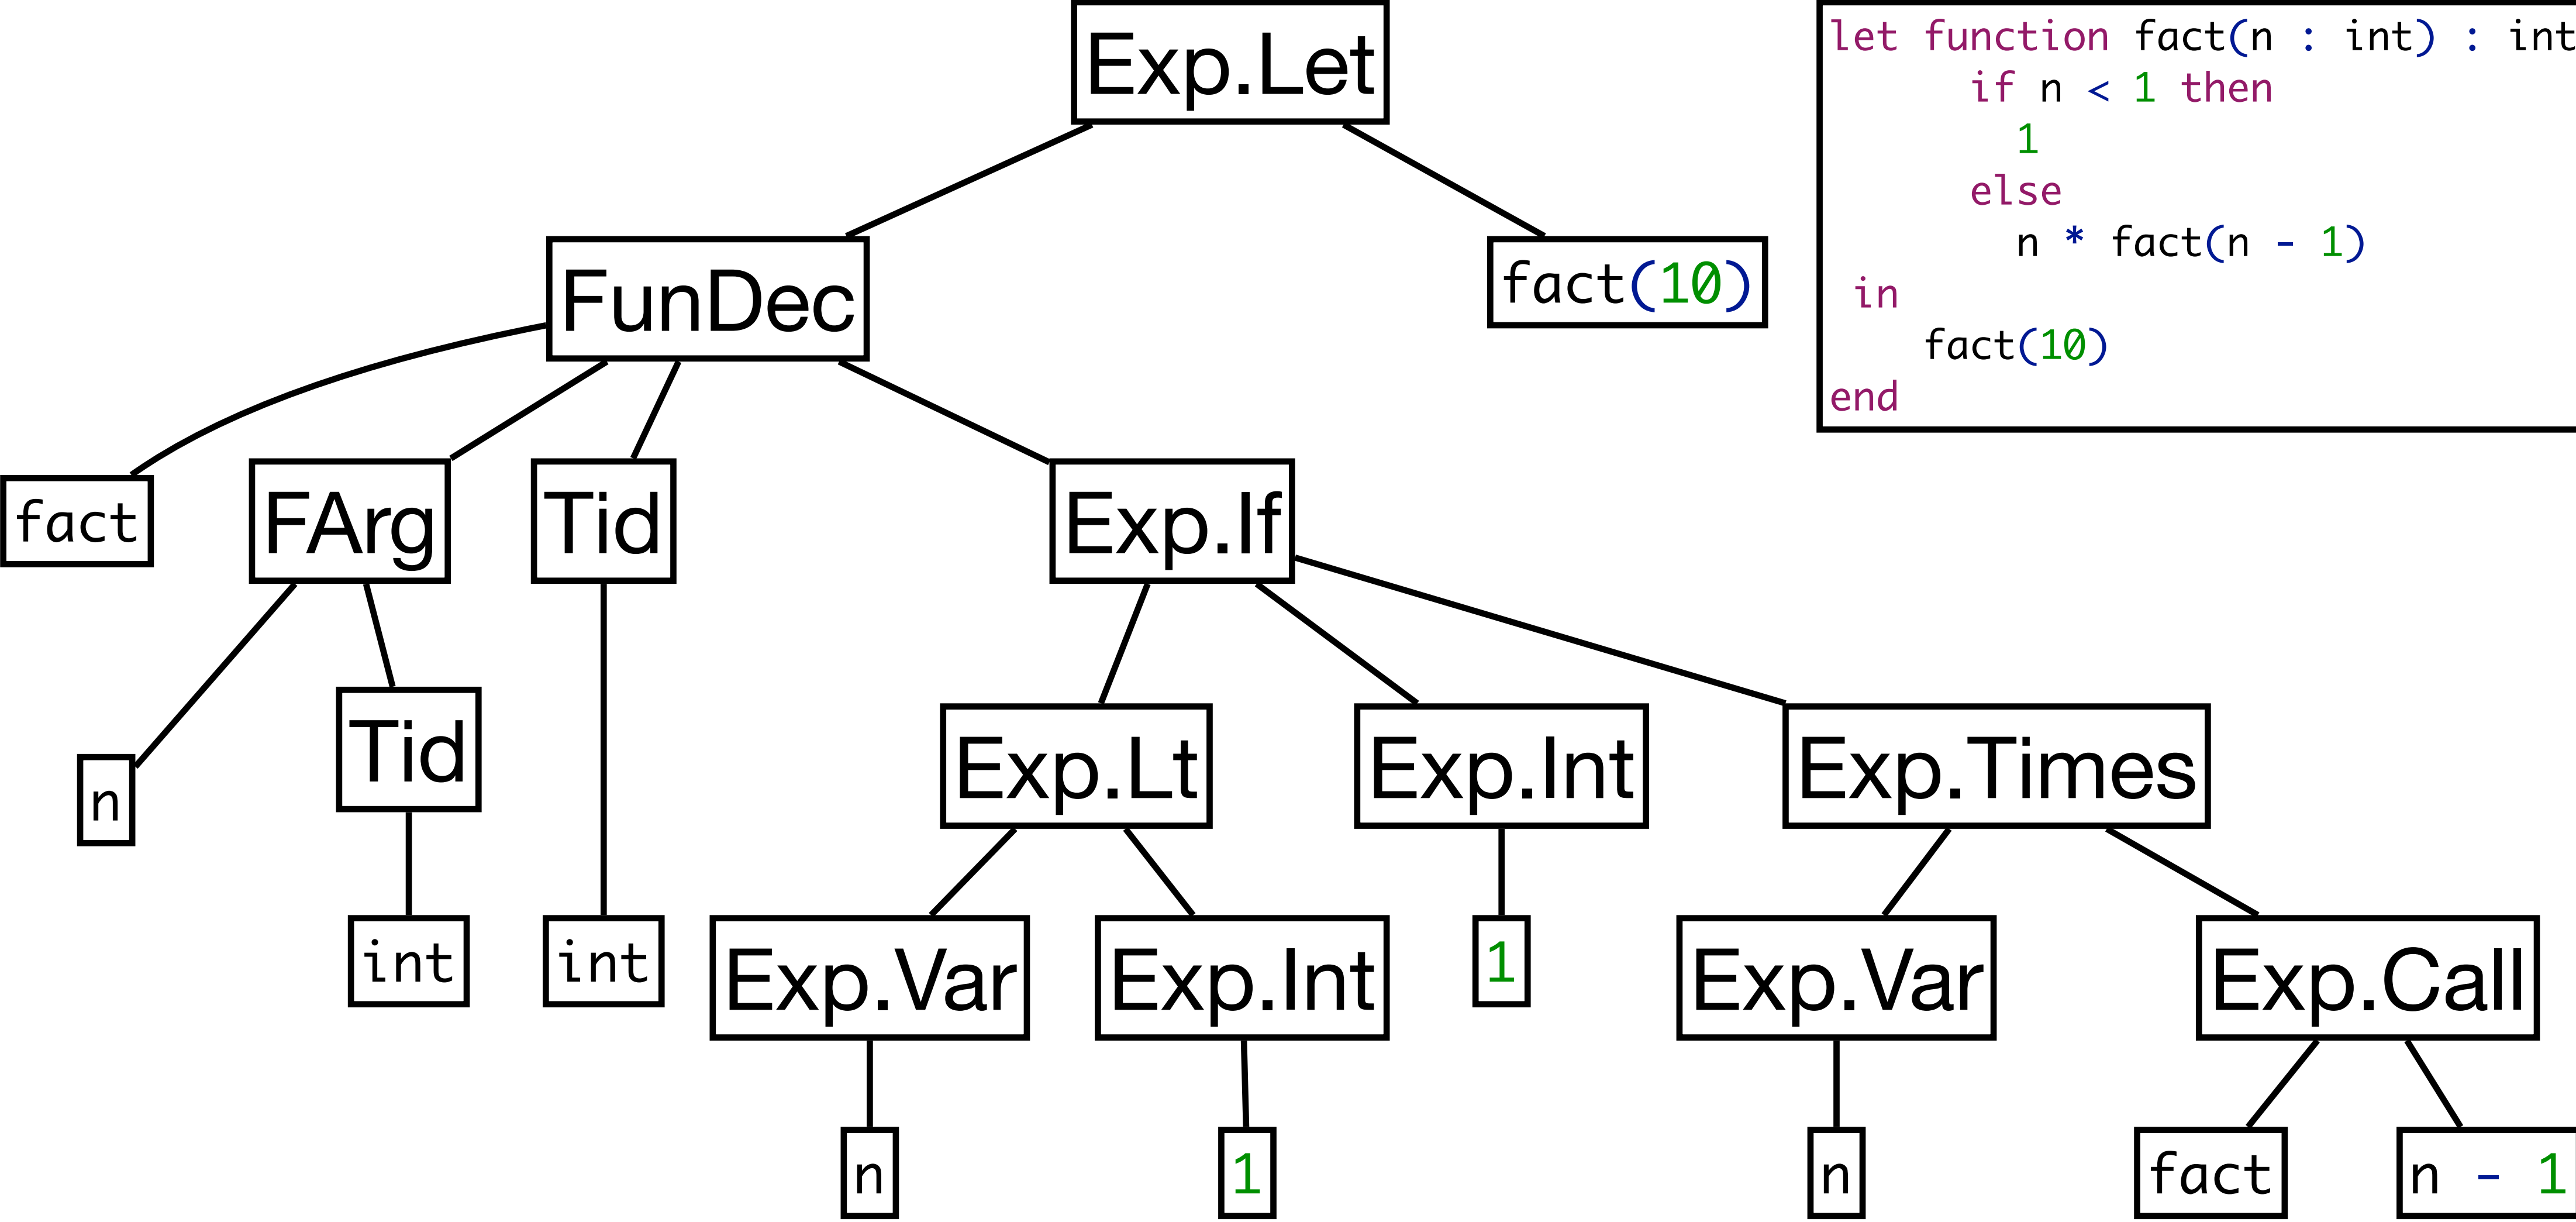 Exp.Let
let function fact(n : int) : int
if n < 1 then
1
else
n * fact(n - 1)
in
fact(10)
end
FunDec
fact(10)
fact
FArg
Tid
Exp.If
n
Tid
Exp.Lt
Exp.Int
Exp.Times
int
int
Exp.Var
Exp.Int
1
Exp.Var
Exp.Call
n
1
n
fact
n - 1